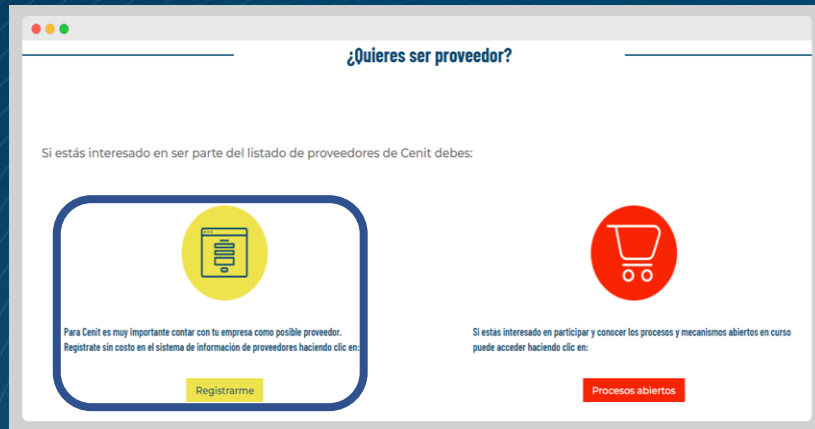 ¿Quieres ser proveedor?
Si estás interesado en ser parte del listado de proveedores de Cenit debes:
Para Cenit es muy importante contar con tu empresa como posible proveedor.
Regístrate sin costo en el sistema de información de proveedores haciendo clic en:
Registrarme
Si estás interesado en participar y conocer los procesos y mecanismos abiertos en curso
puede acceder haciendo clic en:
Procesos abiertos